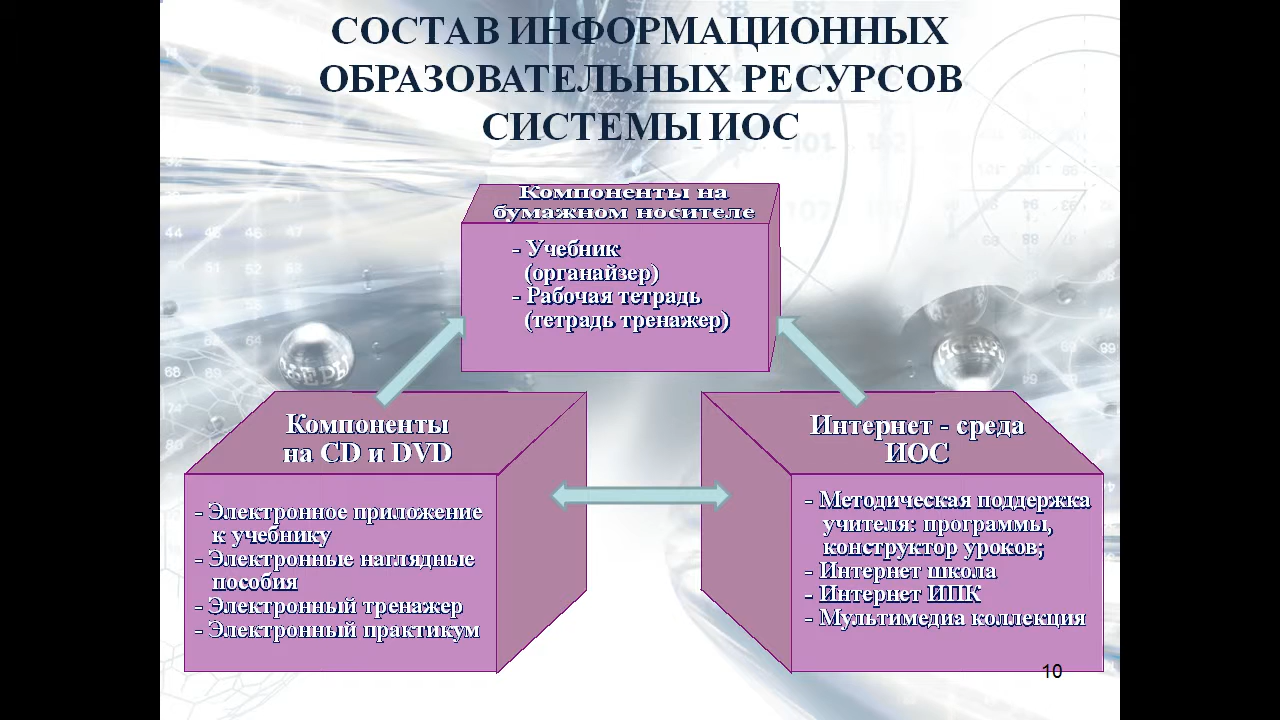 СОСТАВ ИНФОРМАЦИОННЫХ
ОБРАЗОВАТЕЛЬНЫХ РЕСУРСОВ
СИСТЕМЫ ИОС
Компоненты на
бумажном носителе
- Учебник
(органайзер)
- Рабочая тетрадь
(тетрадь тренажер)
Компоненты
на CD и DVD
- Электронное приложение
к учебнику
- Электронные наглядные
пособия
- Электронный тренажер
- Электронный практикум
Интернет - среда
ИОС
- Методическая поддержка
учителя: программы,
конструктор уроков;
- Интернет школа
- Интернет ИПК
- Мультимедиа коллекция
10